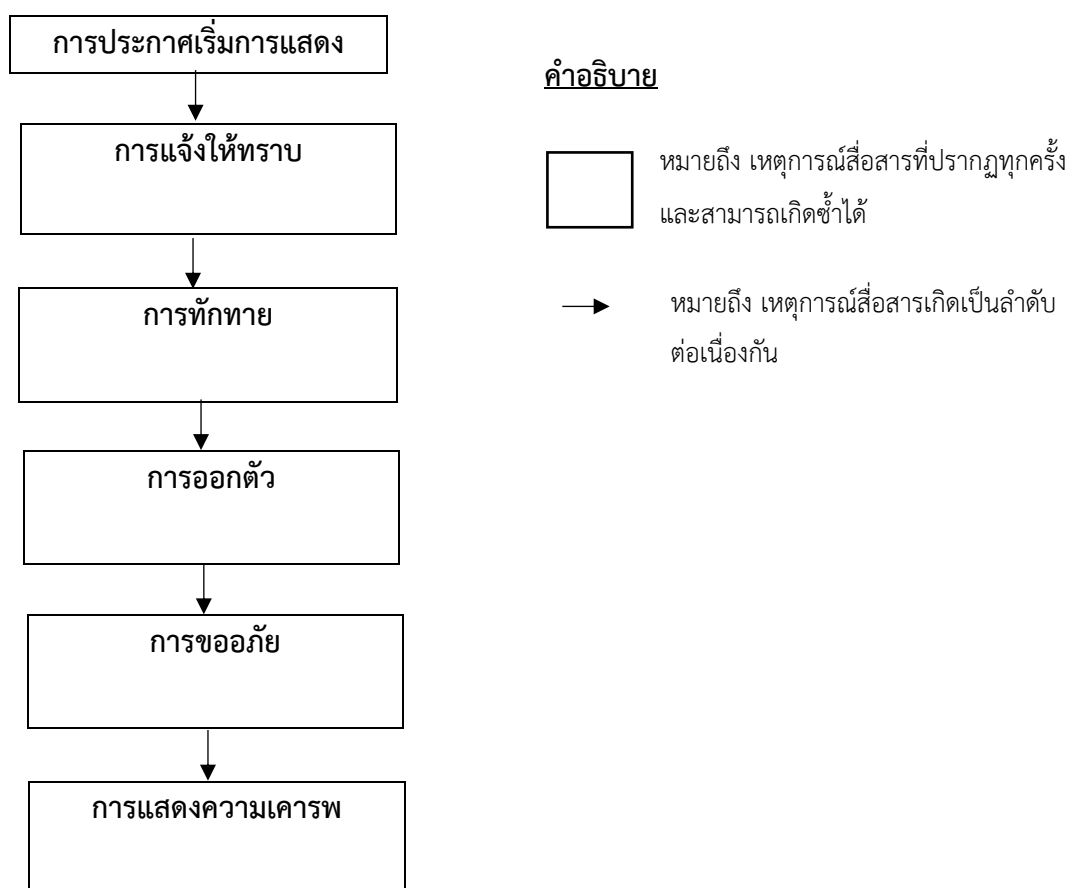 การประกาศเริ่มการแสดง
คำอธิบาย
การแจ้งให้ทราบ
หมายถึง เหตุการณ์สื่อสารที่ปรากฏทุกครั้ง
และสามารถเกิดซ้ำได้
การทักทาย
หมายถึง เหตุการณ์สื่อสารเกิดเป็นลำดับ
ต่อเนื่องกัน
การออกตัว
การขออภัย
การแสดงความเคารพ